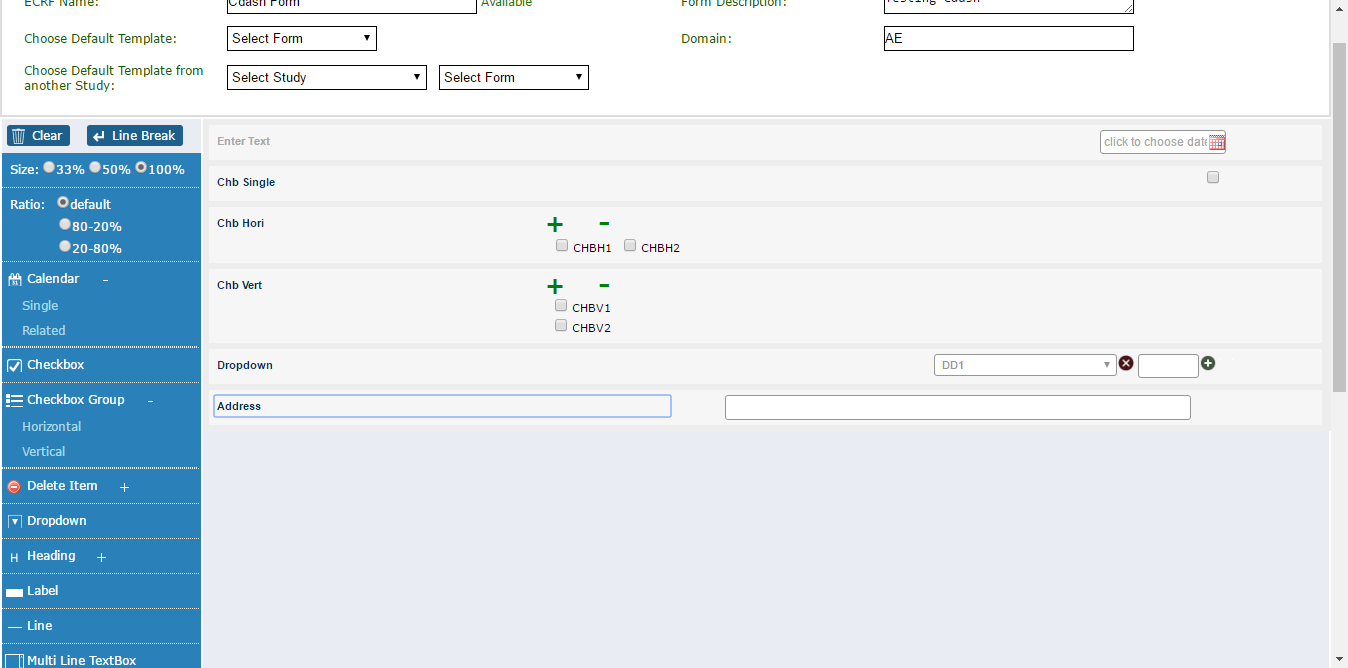 ECRF Name: Cdash Form Available Form Description: Testing Cdash
Choose Default Template: Select Form Domain: AE
Choose Default Template from
another Study: Select Study Select Form
Clear Line Break
Size: 33% 50% 100%
Ratio: default
80-20%
20-80%
Calendar -
Single
Related
Checkbox
Checkbox Group -
Horizontal
Vertical
Delete Item +
Dropdown
H Heading +
Label
Line
Multi Line TextBox
Enter Text click to choose date
Chb Single
Chb Hori + -
CHBH1 CHBH2
Chb Vert + -
CHBV1
CHBV2
Dropdown DD1
Address